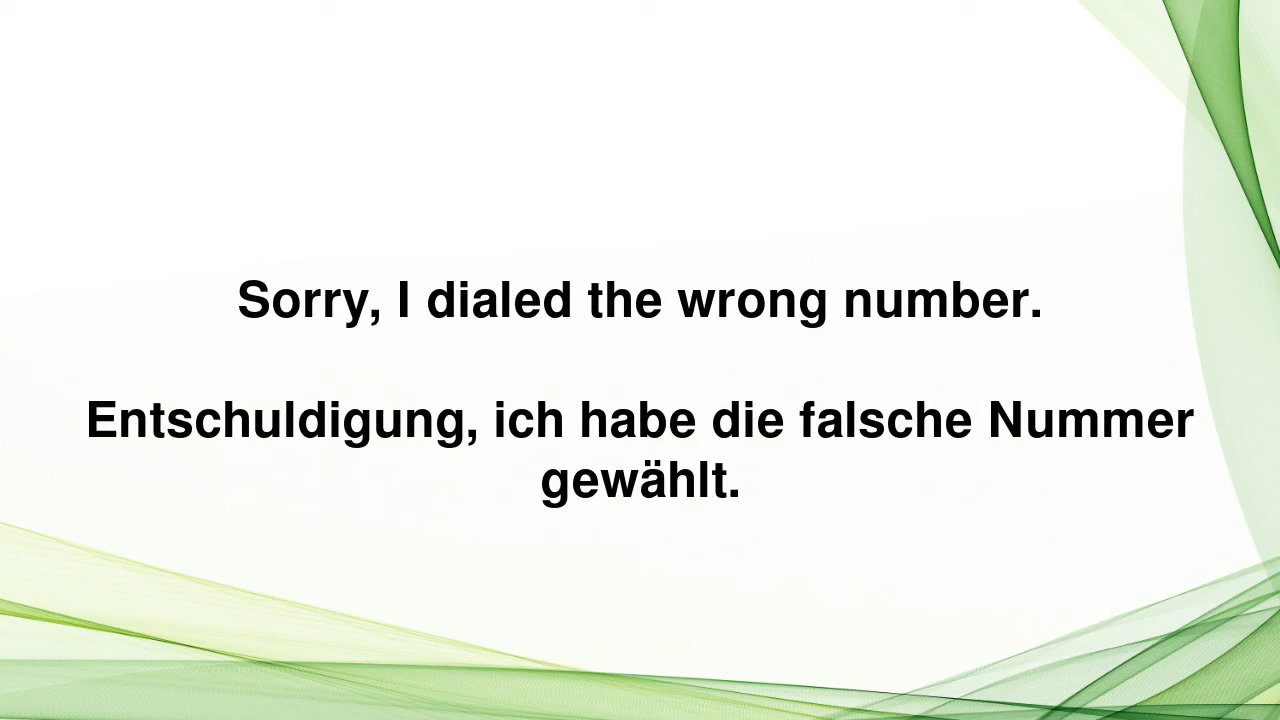 Sorry, I dialed the wrong number.
Entschuldigung, ich habe die falsche Nummer
gewählt.